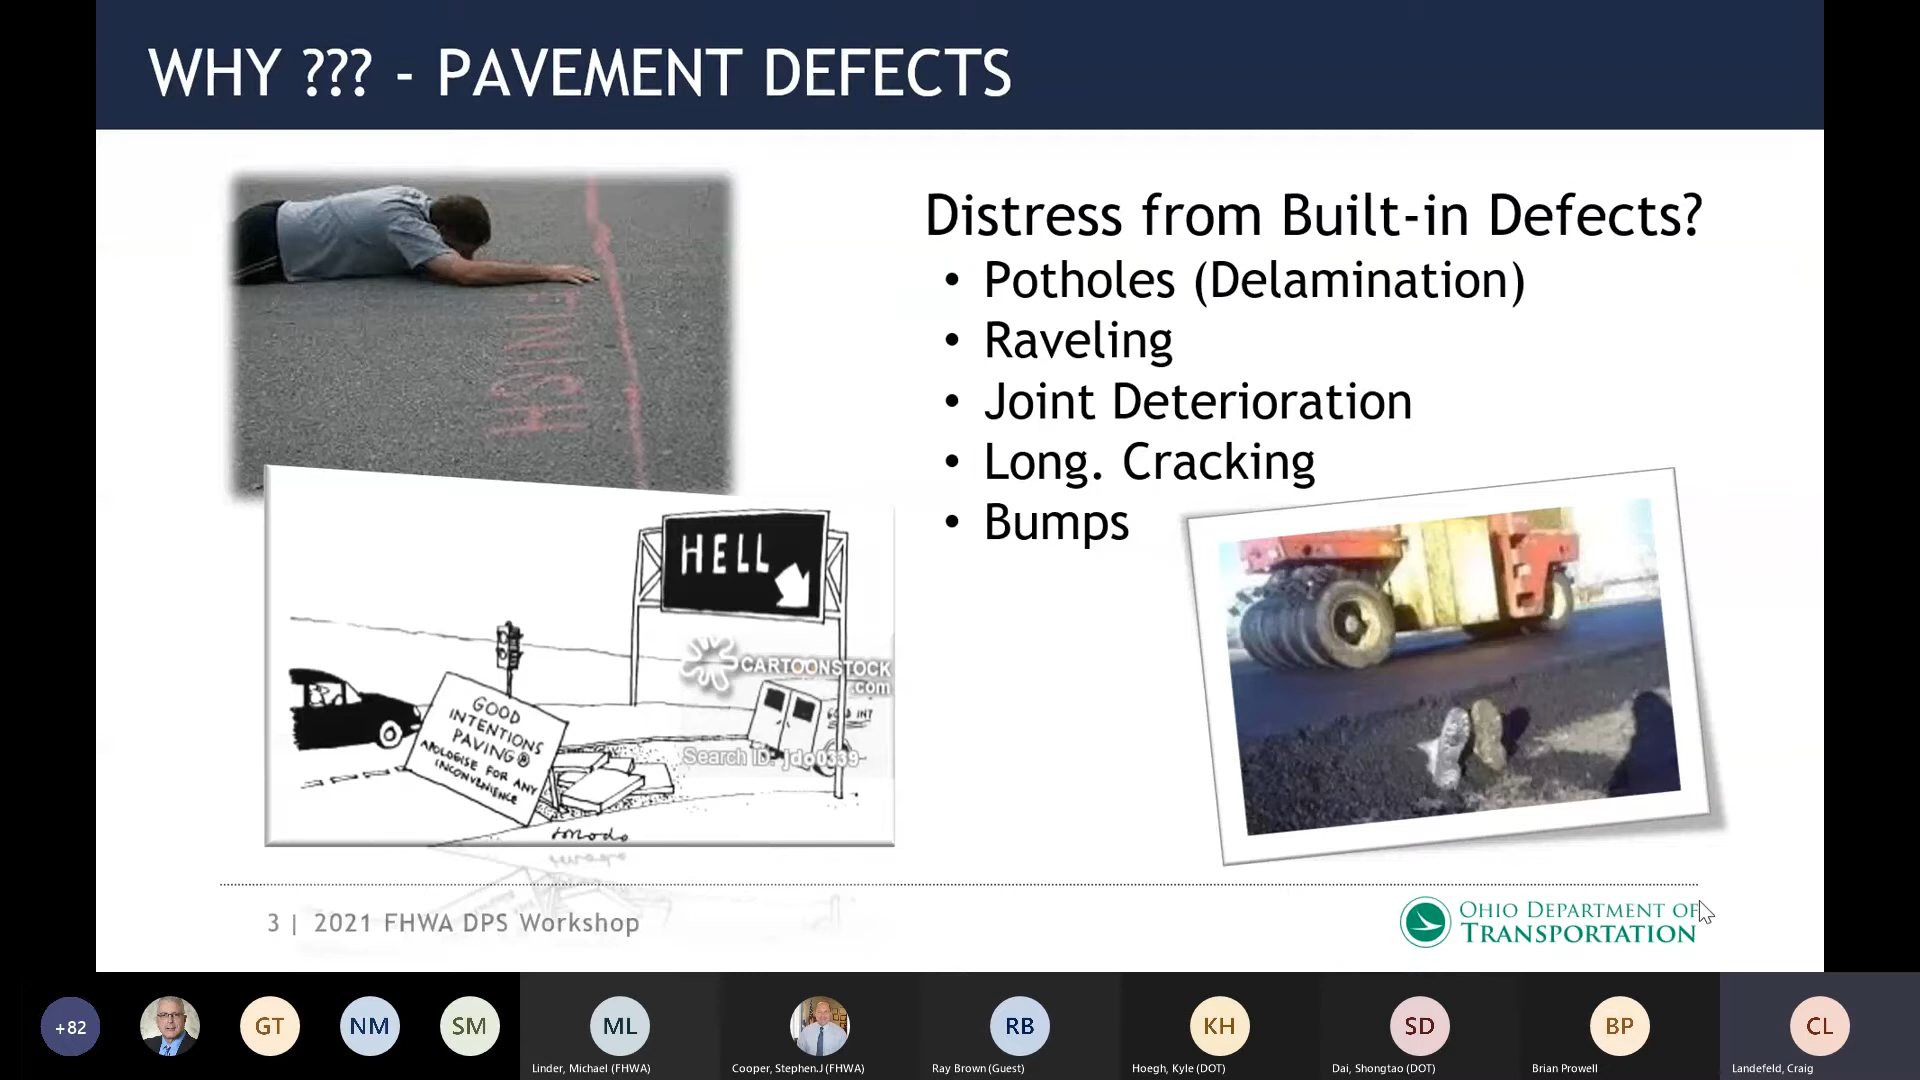 WHY ??? - PAVEMENT DEFECTS
FINISH
Distress from Built-in Defects?
• Potholes (Delamination)
• Raveling
• Joint Deterioration
• Long. Cracking
• Bumps
HELL
GOOD
INTENTIONS
PAVING®
APOLOGISE FOR ANY
INCONVENIENCE
CARTOONSTOCK
.com
Search ID: jdo0339
3 | 2021 FHWA DPS Workshop
OHIO DEPARTMENT OF
TRANSPORTATION
+82
GT
NM
SM
ML
RB
KH
SD
BP
CL
Linder, Michael (FHWA)
Cooper, Stephen.J (FHWA)
Ray Brown (Guest)
Hoegh, Kyle (DOT)
Dai, Shongtao (DOT)
Brian Prowell
Landefeld, Craig